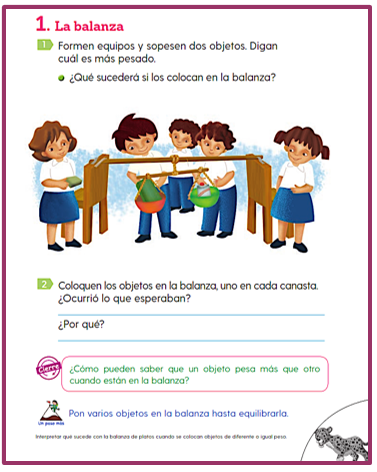 1. La balanza
1 Formen equipos y sopesen dos objetos. Digan
cuál es más pesado.
¿Qué sucederá si los colocan en la balanza?
2 Coloquen los objetos en la balanza, uno en cada canasta.
¿Ocurrió lo que esperaban?
¿Por qué?
Cierre
¿Cómo pueden saber que un objeto pesa más que otro
cuando están en la balanza?
Un paso más
Pon varios objetos en la balanza hasta equilibrarla.
Interpretar qué sucede con la balanza de platos cuando se colocan objetos de diferente o igual peso.